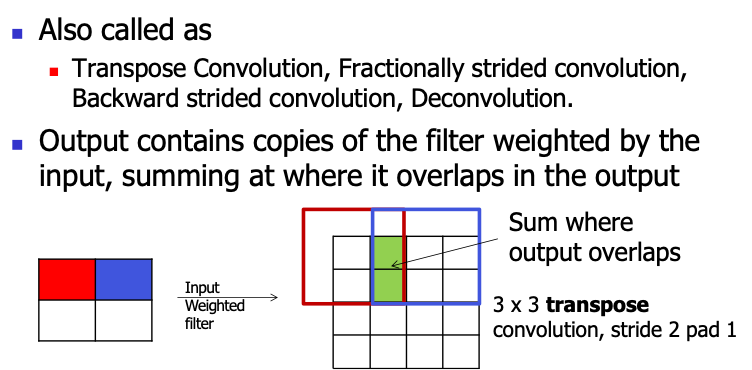 Also called as
Transpose Convolution, Fractionally strided convolution,
Backward strided convolution, Deconvolution.
Output contains copies of the filter weighted by the
input, summing at where it overlaps in the output
Input
Weighted
filter
Sum where
output overlaps
3 x 3 transpose
convolution, stride 2 pad 1